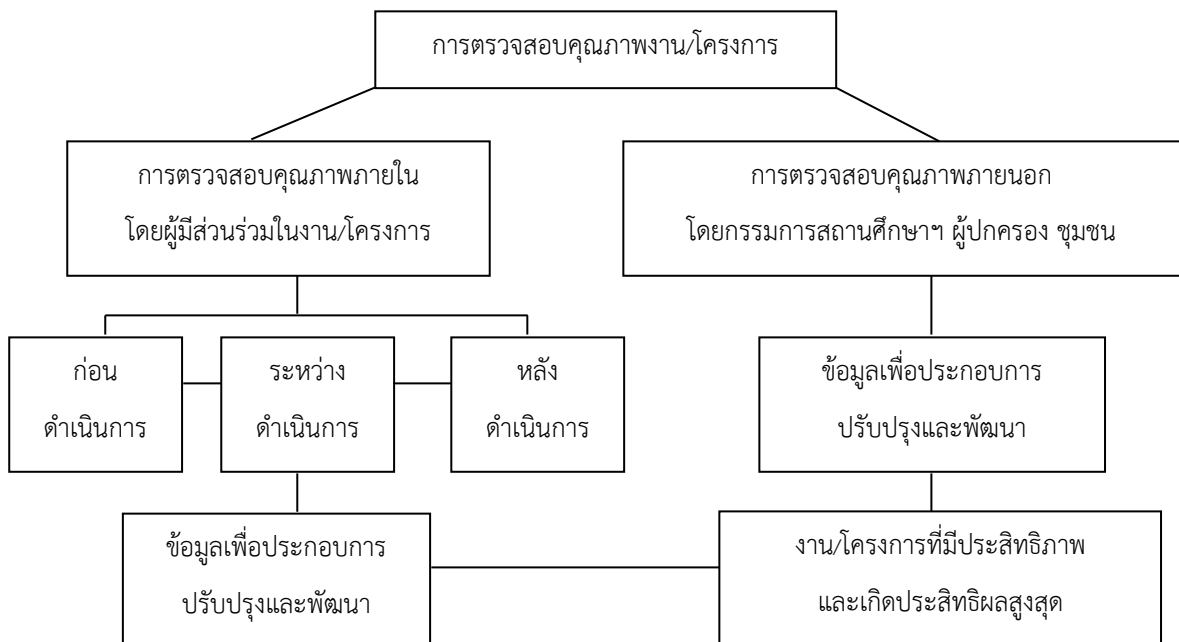 การตรวจสอบคุณภาพงาน/โครงการ
การตรวจสอบคุณภาพภายใน
โดยผู้มีส่วนร่วมในงาน/โครงการ
การตรวจสอบคุณภาพภายนอก
โดยกรรมการสถานศึกษาฯ ผู้ปกครอง ชุมชน
ก่อน
ดำเนินการ
ระหว่าง
ดำเนินการ
หลัง
ดำเนินการ
ข้อมูลเพื่อประกอบการ
ปรับปรุงและพัฒนา
ข้อมูลเพื่อประกอบการ
ปรับปรุงและพัฒนา
งาน/โครงการที่มีประสิทธิภาพ
และเกิดประสิทธิผลสูงสุด